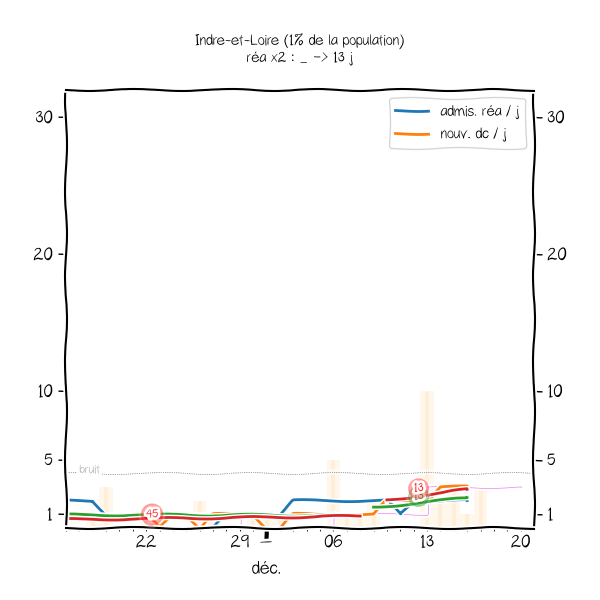 Indre-et-Loire (1% de la population)
réa x2 : _ -> 13 j
admis. réa / j
nouv. dc / j
30
30
20
20
10
10
5
5
bruit
1
1
45
13
22
29
06
13
20
déc.